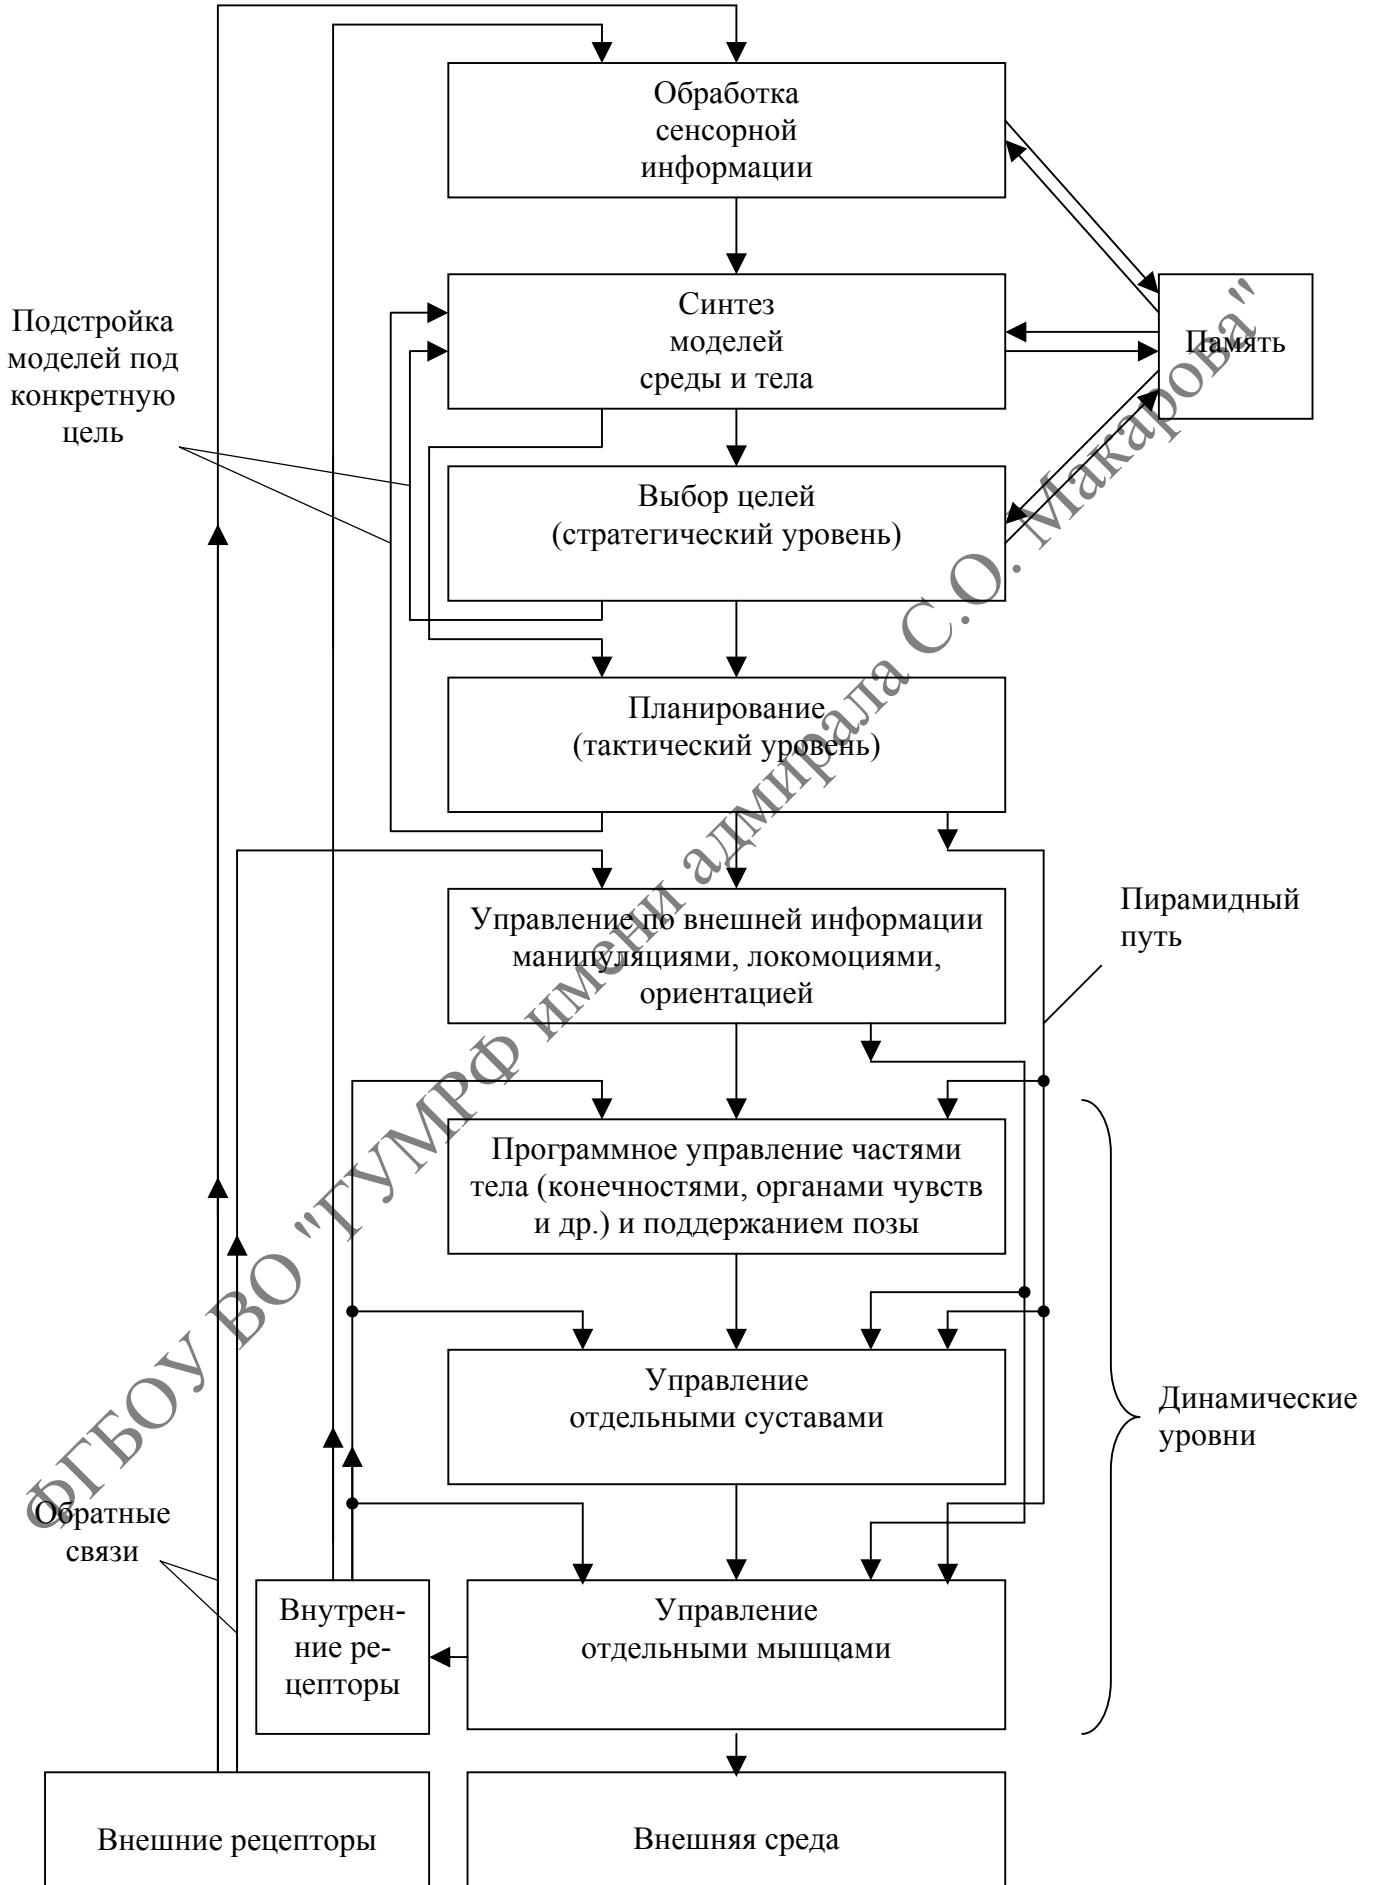 Обработка
сенсорной
информации
Синтез
моделей
среды и тела
Память
Подстройка
моделей под
конкретную
цель
Выбор целей
(стратегический уровень)
Планирование
(тактический уровень)
Управление по внешней информации
манипуляциями, локомоциями,
ориентацией
Пирамидный
путь
Программное управление частями
тела (конечностями, органами чувств
и др.) и поддержанием позы
Управление
отдельными суставами
Динамические
уровни
Обратные
связи
Внутрен-
ние ре-
цепторы
Управление
отдельными мышцами
Внешние рецепторы
Внешняя среда
ФГБОУ ВО "ГУМРФ имени адмирала С.О. Макарова"